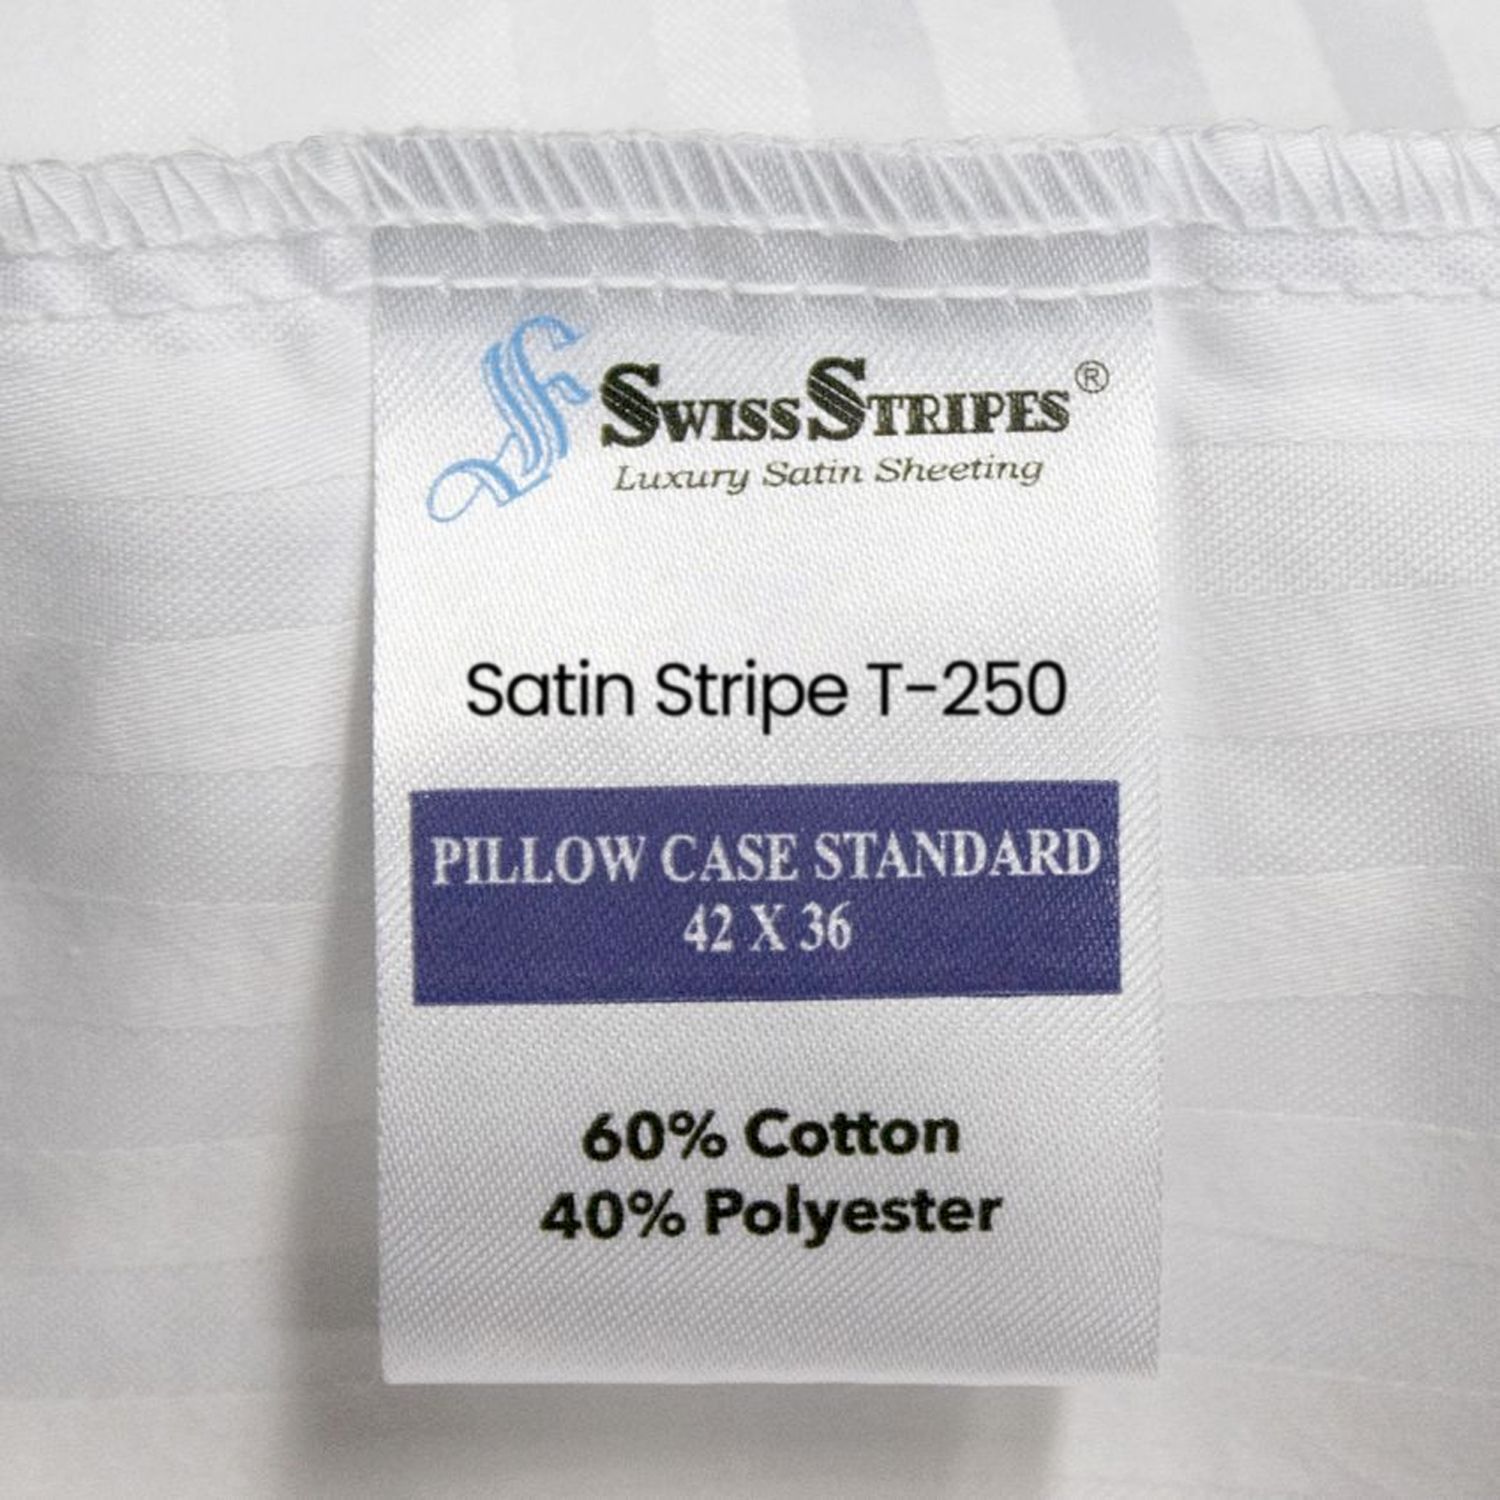 SWISSSTRIPES®
Luxury Satin Sheeting
Satin Stripe T-250
PILLOW CASE STANDARD
42 X 36
60% Cotton
40% Polyester